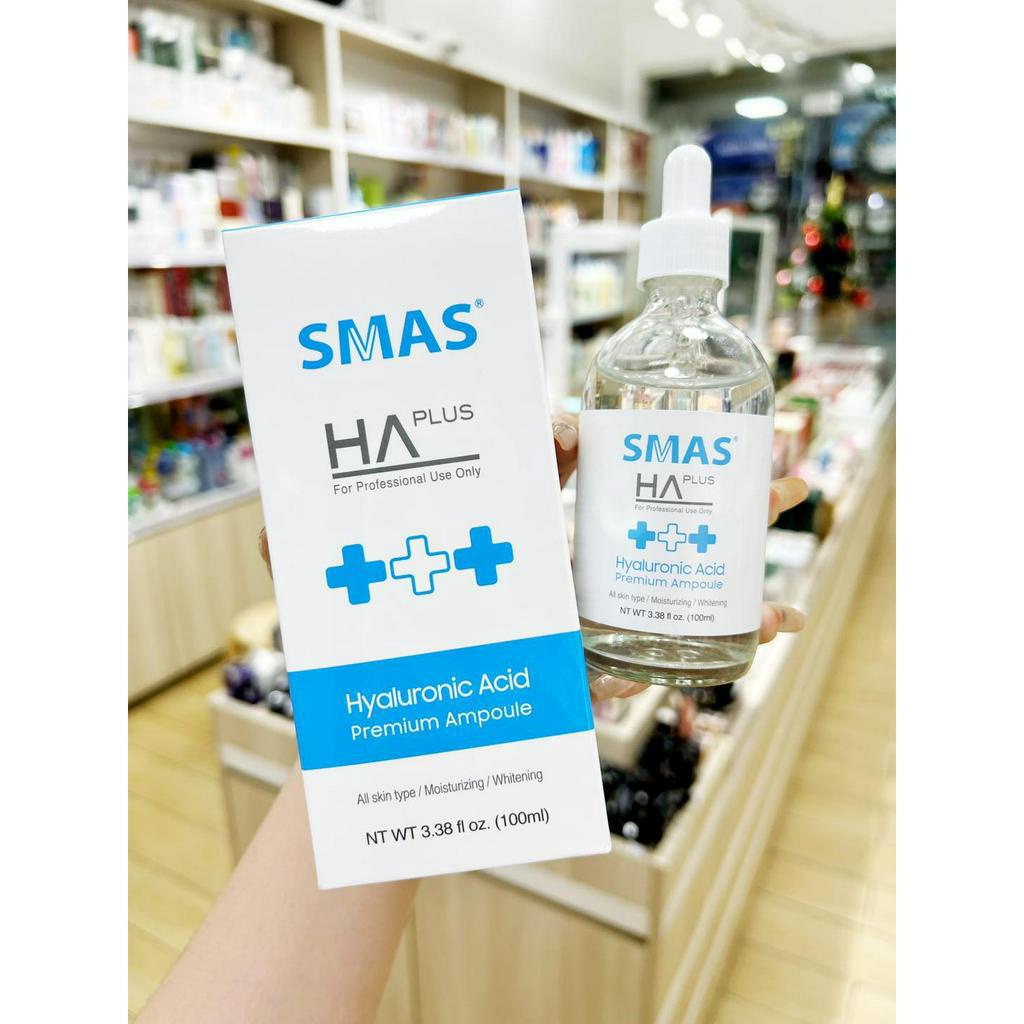 SMAS®
HA PLUS
For Professional Use Only
Hyaluronic Acid
Premium Ampoule
All skin type / Moisturizing / Whitening
NT WT 3.38 fl oz. (100ml)
SMAS®
HA PLUS
For Professional Use Only
Hyaluronic Acid
Premium Ampoule
All skin type / Moisturizing / Whitening
NT WT 3.38 fl oz. (100ml)